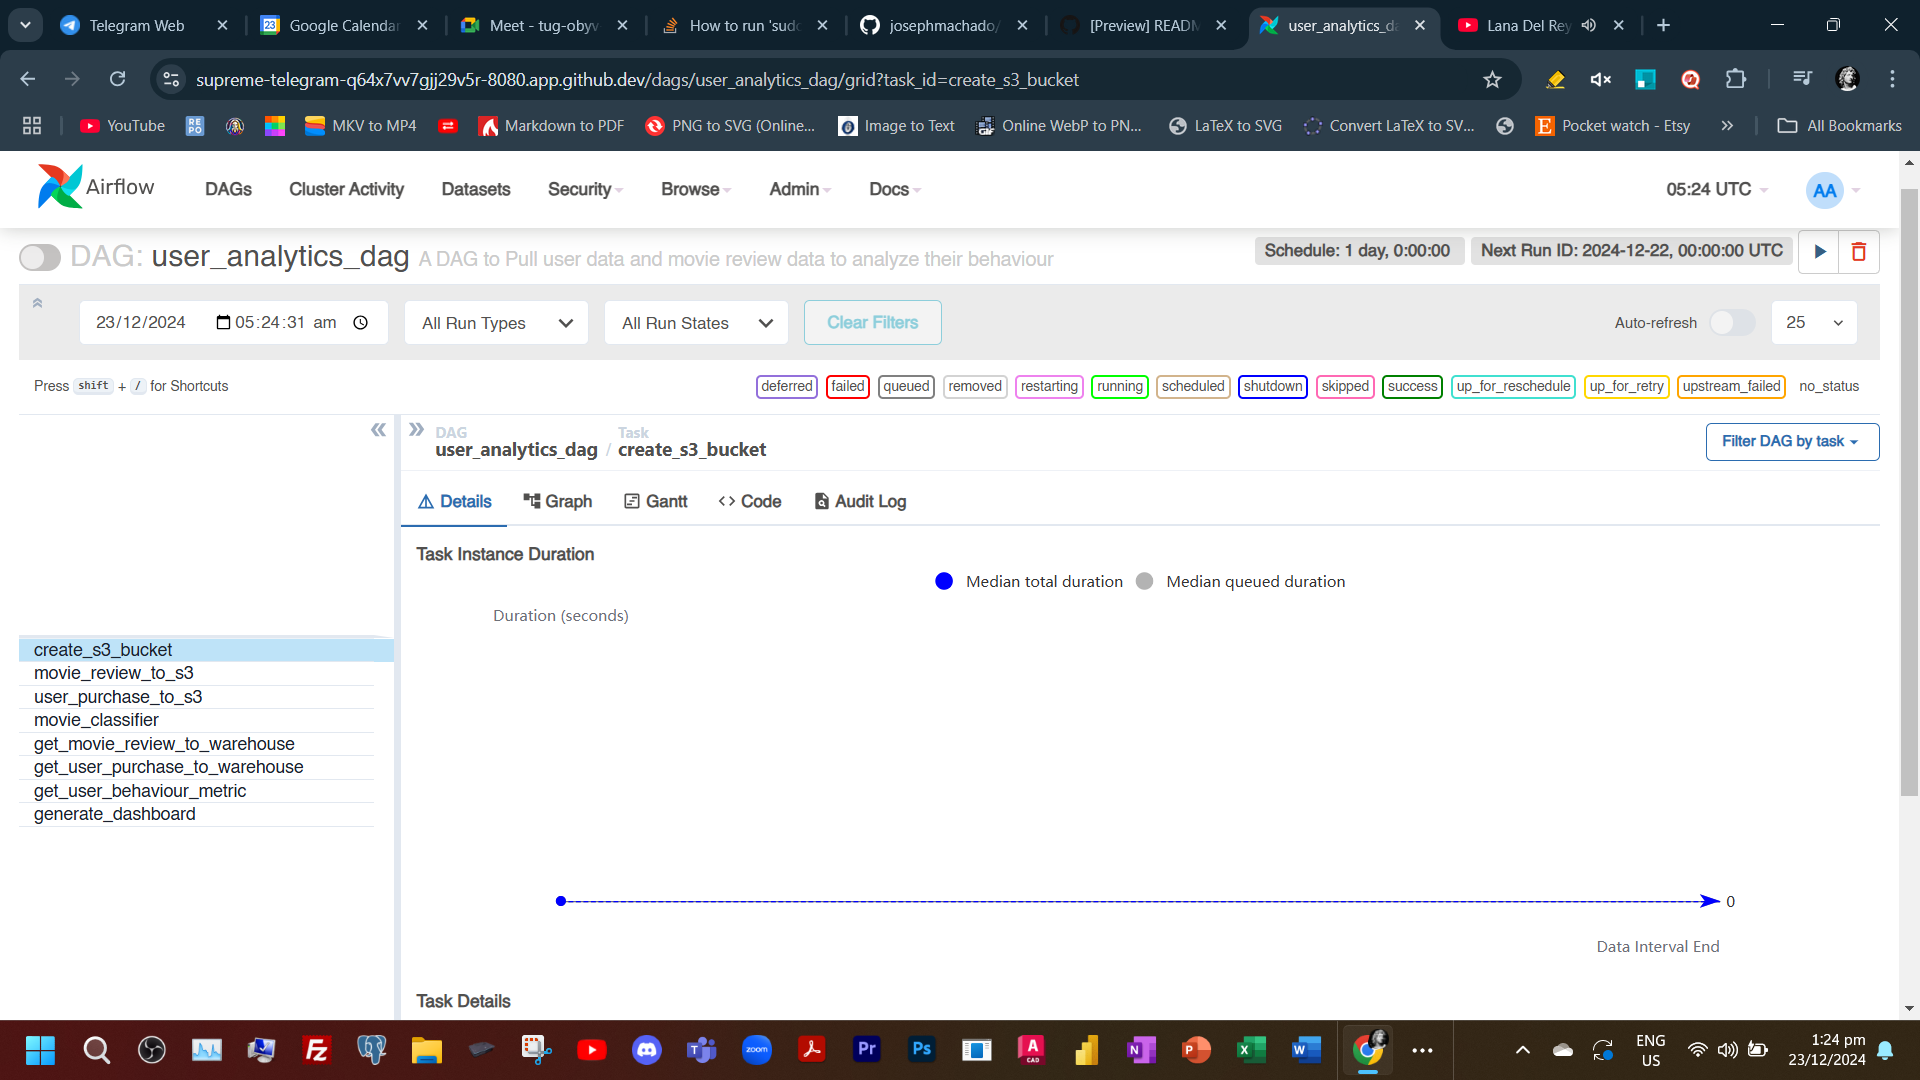 Telegram Web
Google Calendar
Meet - tug-obyv
How to run 'sudo
josephmachado/
[Preview] READM
user_analytics_da
Lana Del Rey
supreme-telegram-q64x7vv7gjj29v5r-8080.app.github.dev/dags/user_analytics_dag/grid?task_id=create_s3_bucket
YouTube
RE
PO
MKV to MP4
Markdown to PDF
PNG to SVG (Online...
Image to Text
Online WebP to PN...
LaTeX to SVG
Convert LaTeX to SV...
Pocket watch - Etsy
All Bookmarks
Airflow
DAGs
Cluster Activity
Datasets
Security
Browse
Admin
Docs
05:24 UTC
AA
DAG: user_analytics_dag A DAG to Pull user data and movie review data to analyze their behaviour
Schedule: 1 day, 0:00:00
Next Run ID: 2024-12-22, 00:00:00 UTC
23/12/2024 05:24:31 am
All Run Types
All Run States
Clear Filters
Auto-refresh
25
Press shift + / for Shortcuts
deferred
failed
queued
removed
restarting
running
scheduled
shutdown
skipped
success
up_for_reschedule
up_for_retry
upstream_failed
no_status
DAG
user_analytics_dag
/
Task
create_s3_bucket
Filter DAG by task
Details
Graph
Gantt
Code
Audit Log
Task Instance Duration
Median total duration
Median queued duration
Duration (seconds)
create_s3_bucket
movie_review_to_s3
user_purchase_to_s3
movie_classifier
get_movie_review_to_warehouse
get_user_purchase_to_warehouse
get_user_behaviour_metric
generate_dashboard
0
Data Interval End
Task Details
zoom
Pr
Ps
A
CAD
N
P
X
W
ENG
US
1:24 pm
23/12/2024